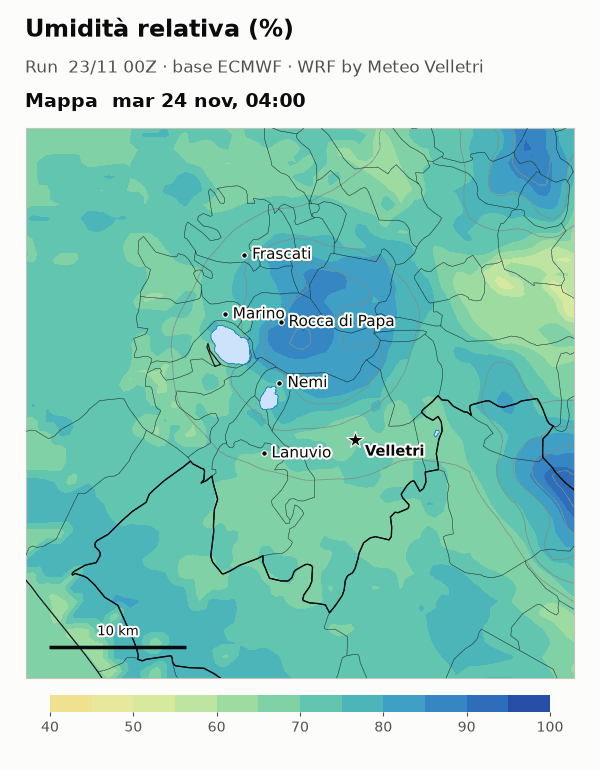 Umidità relativa (%)
Run  23/11 00Z · base ECMWF · WRF by Meteo Velletri
Mappa  mar 24 nov, 04:00
Frascati
Marino
Rocca di Papa
Nemi
Velletri
Lanuvio
10 km
40 50 60 70 80 90 100